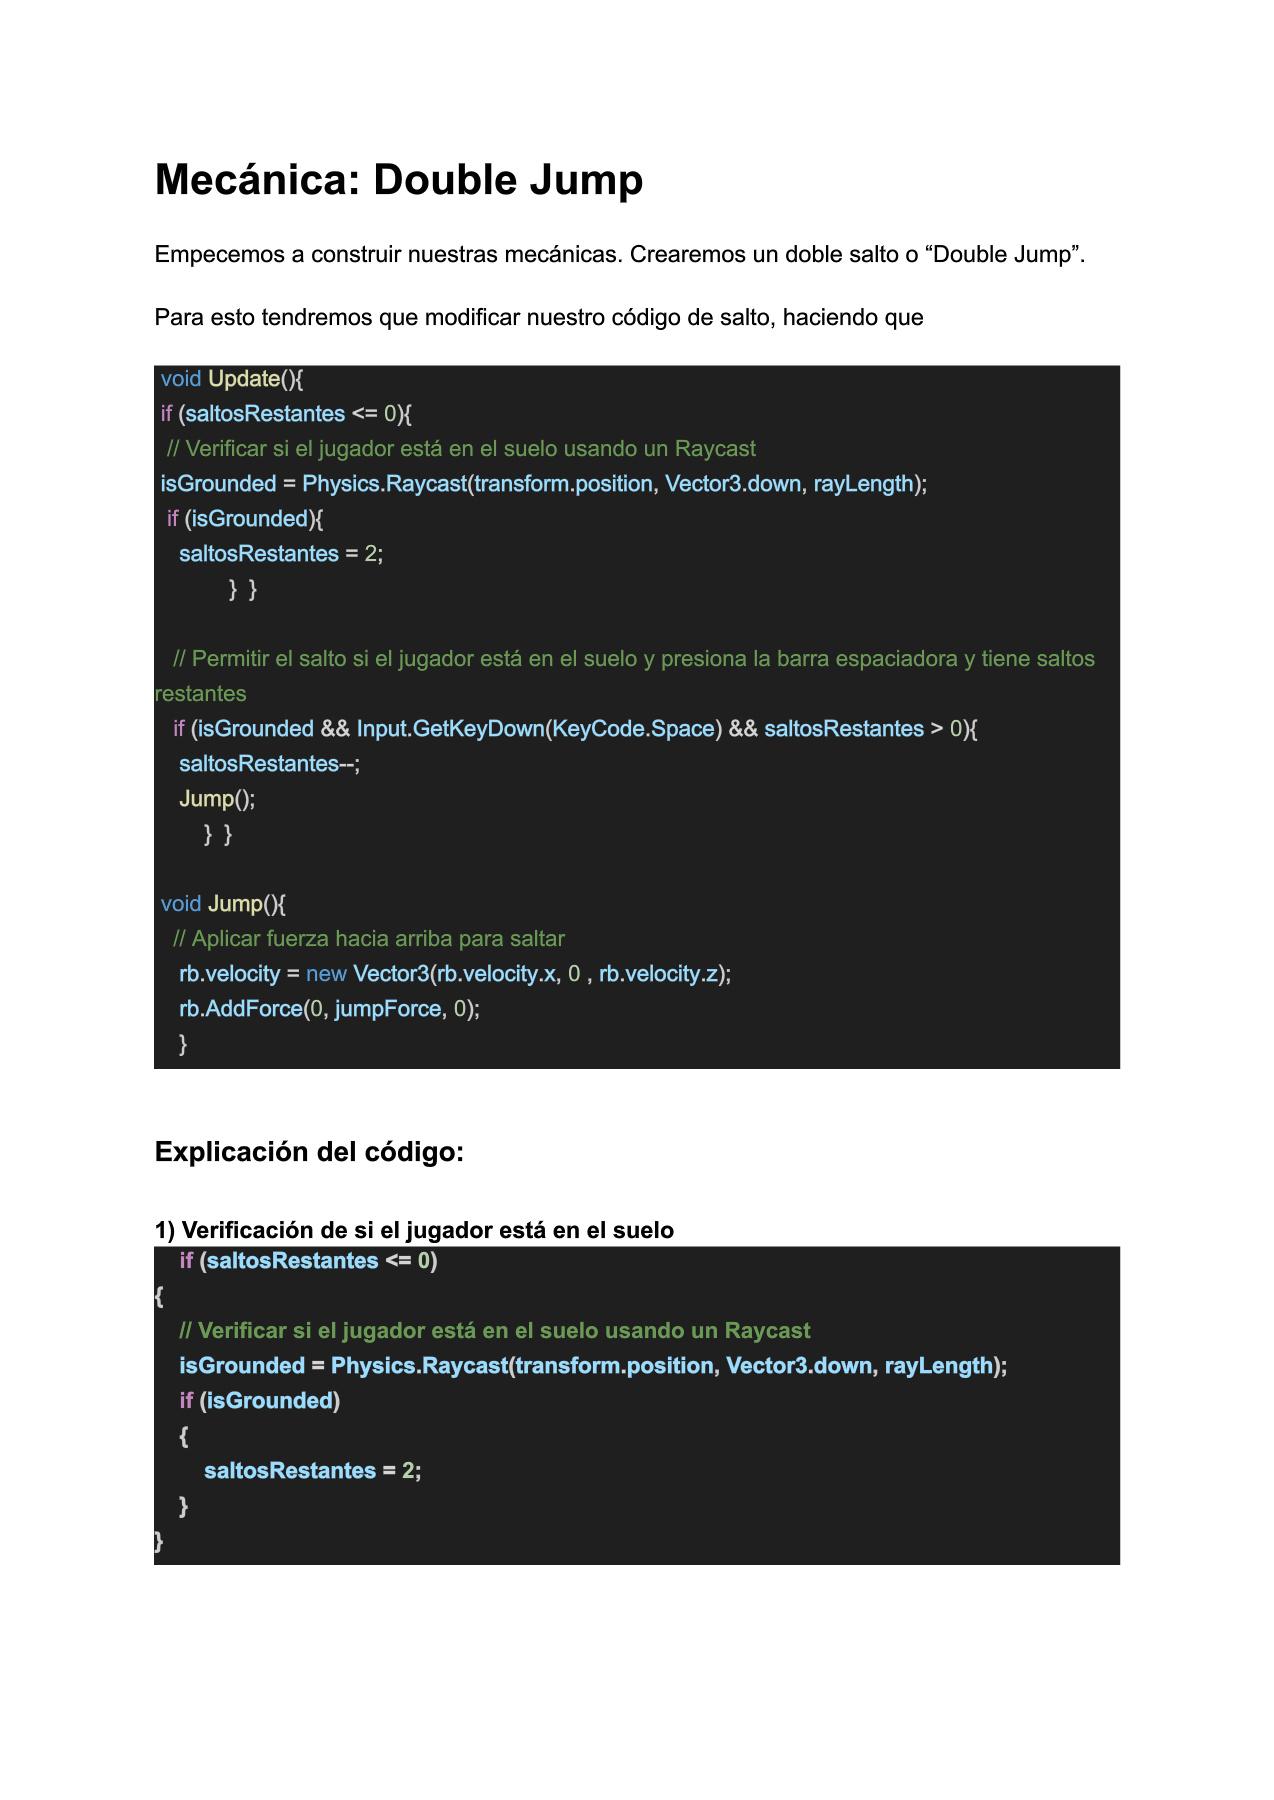 Mecánica: Double Jump
Empecemos a construir nuestras mecánicas. Crearemos un doble salto o “Double Jump”.
Para esto tendremos que modificar nuestro código de salto, haciendo que
void Update(){
if (saltosRestantes <= 0){
// Verificar si el jugador está en el suelo usando un Raycast
isGrounded = Physics.Raycast(transform.position, Vector3.down, rayLength);
if (isGrounded){
saltosRestantes = 2;
} }
// Permitir el salto si el jugador está en el suelo y presiona la barra espaciadora y tiene saltos
restantes
if (isGrounded && Input.GetKeyDown(KeyCode.Space) && saltosRestantes > 0){
saltosRestantes--;
Jump();
} }
void Jump(){
// Aplicar fuerza hacia arriba para saltar
rb.velocity = new Vector3(rb.velocity.x, 0 , rb.velocity.z);
rb.AddForce(0, jumpForce, 0);
}
Explicación del código:
1) Verificación de si el jugador está en el suelo
if (saltosRestantes <= 0)
{
// Verificar si el jugador está en el suelo usando un Raycast
isGrounded = Physics.Raycast(transform.position, Vector3.down, rayLength);
if (isGrounded)
{
saltosRestantes = 2;
}
}